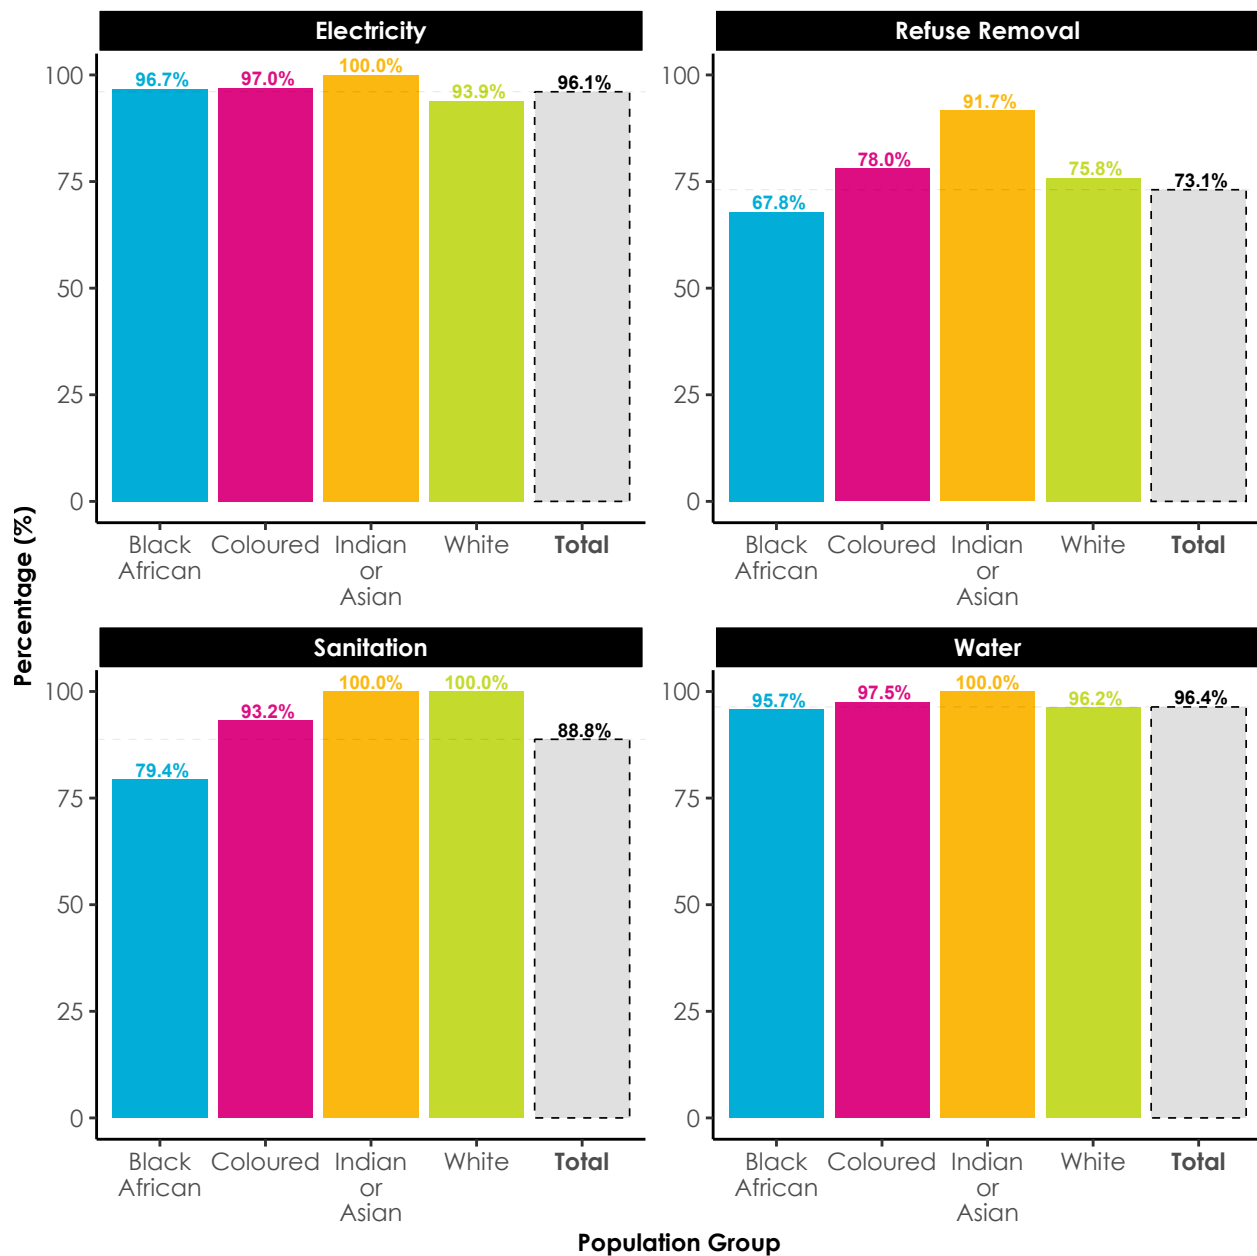 Electricity
100
75
50
25
0
96.7%
97.0%
100.0%
93.9%
96.1%
Black
African
Coloured
Indian
or
Asian
White
Total
Refuse Removal
100
75
50
25
0
67.8%
78.0%
91.7%
75.8%
73.1%
Black
African
Coloured
Indian
or
Asian
White
Total
Percentage (%)
Sanitation
100
75
50
25
0
79.4%
93.2%
100.0%
100.0%
88.8%
Black
African
Coloured
Indian
or
Asian
White
Total
Water
100
75
50
25
0
95.7%
97.5%
100.0%
96.2%
96.4%
Black
African
Coloured
Indian
or
Asian
White
Total
Population Group